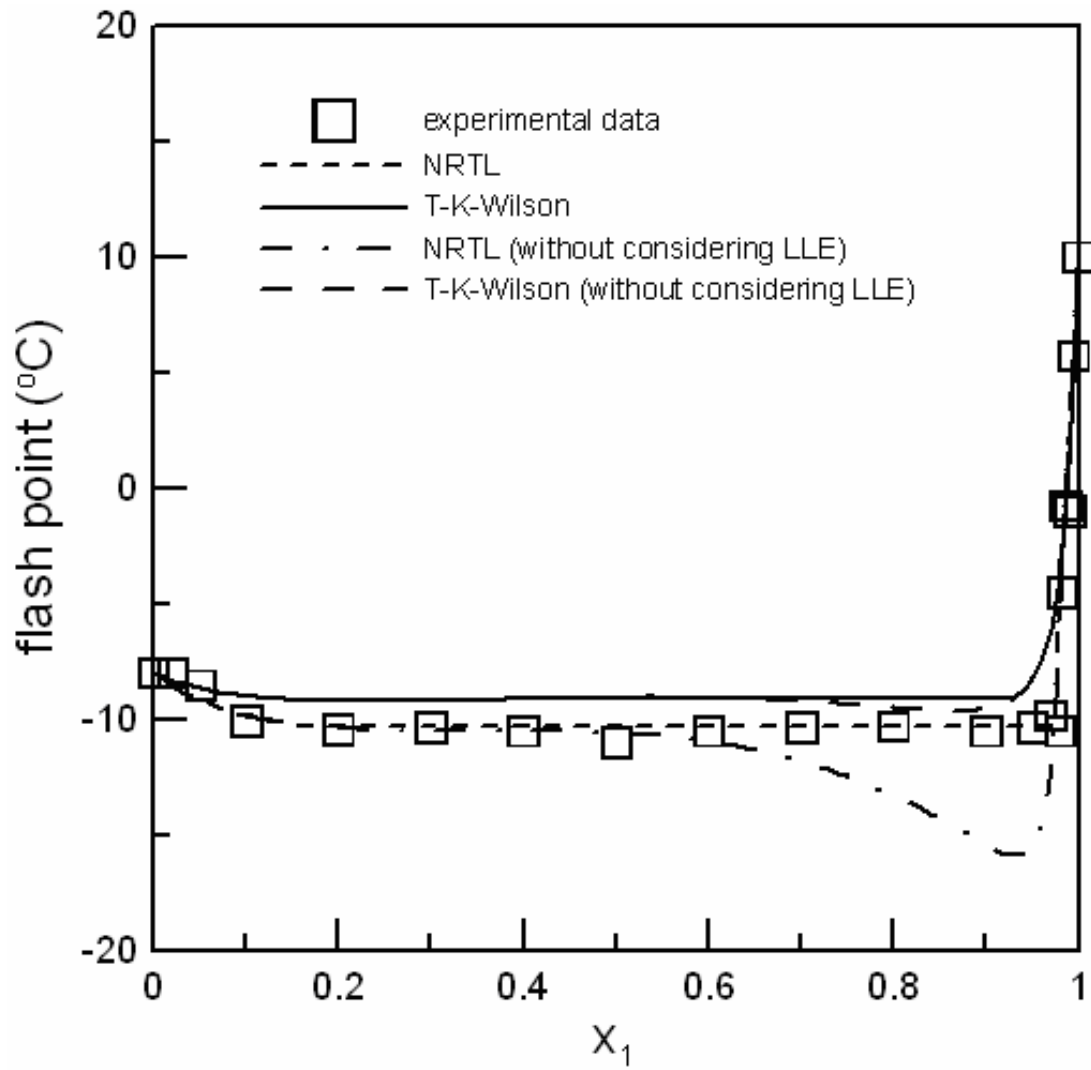 20
experimental data
NRTL
T-K-Wilson
10
NRTL (without considering LLE)
T-K-Wilson (without considering LLE)
flash point (ºC)
0
-10
-20
0 0.2 0.4 0.6 0.8 1
X₁